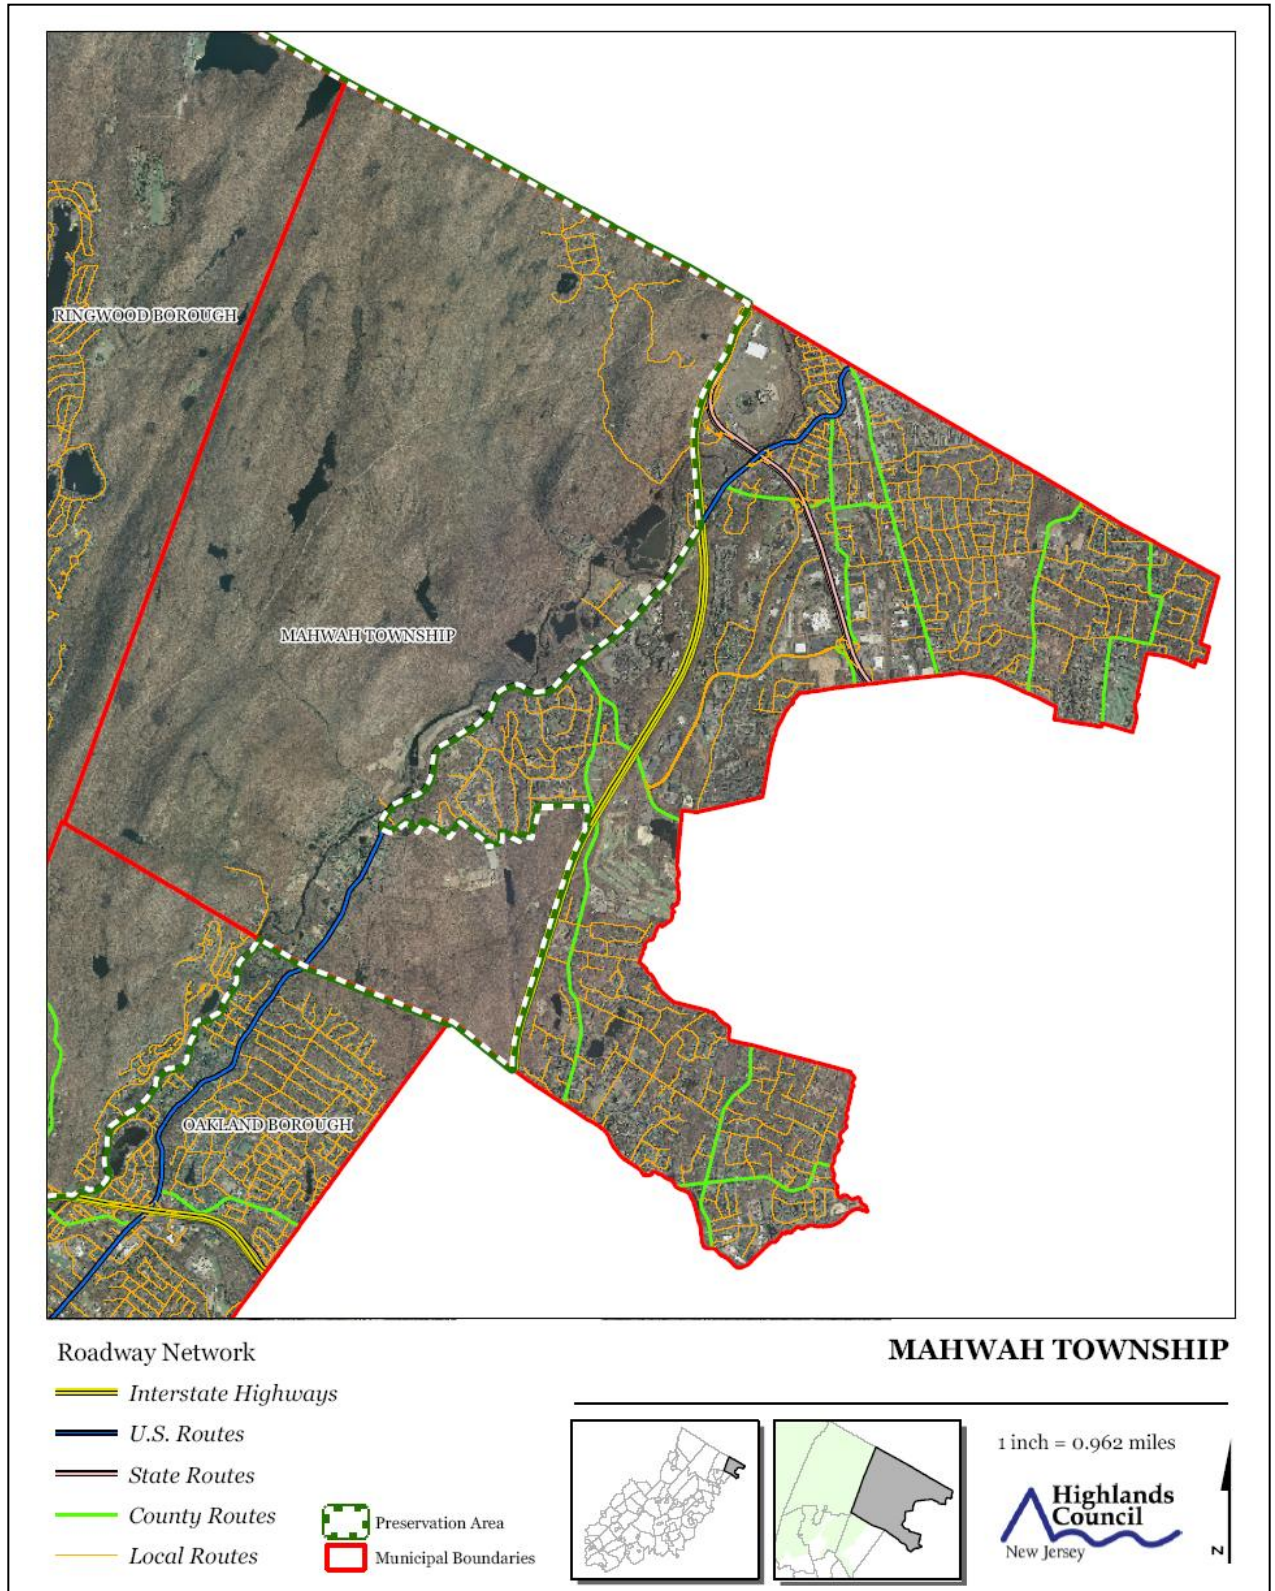 RINGWOOD BOROUGH
MAHWAH TOWNSHIP
OAKLAND BOROUGH
Roadway Network
Interstate Highways
U.S. Routes
State Routes
County Routes
Local Routes
Preservation Area
Municipal Boundaries
MAHWAH TOWNSHIP
1 inch = 0.962 miles
Highlands
Council
New Jersey
N